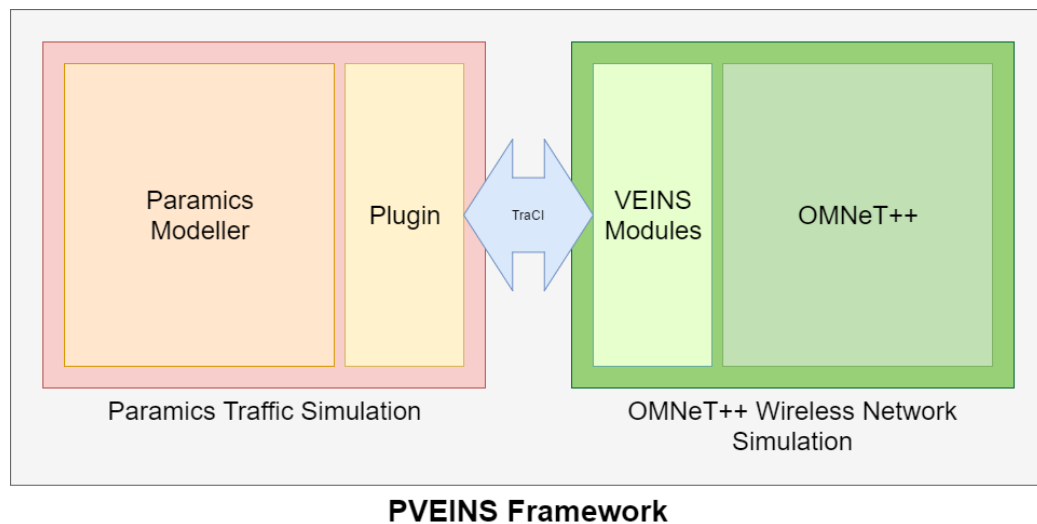 Paramics
Modeller
Plugin
TraCI
VEINS
Modules
OMNeT++
Paramics Traffic Simulation
OMNeT++ Wireless Network
Simulation
PVEINS Framework